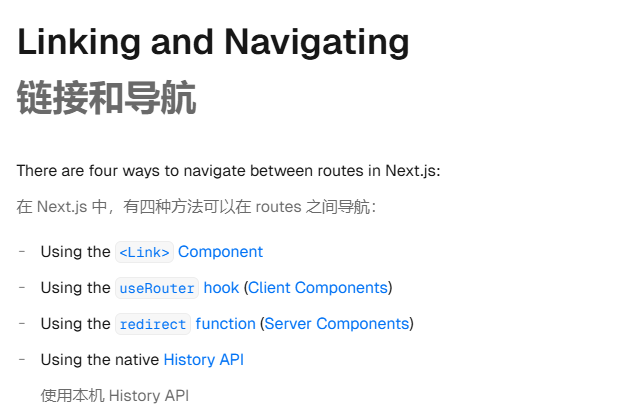 Linking and Navigating
链接和导航
There are four ways to navigate between routes in Next.js:
在 Next.js 中，有四种方法可以在 routes 之间导航：
- Using the <Link> Component
- Using the useRouter hook (Client Components)
- Using the redirect function (Server Components)
- Using the native History API
使用本机 History API